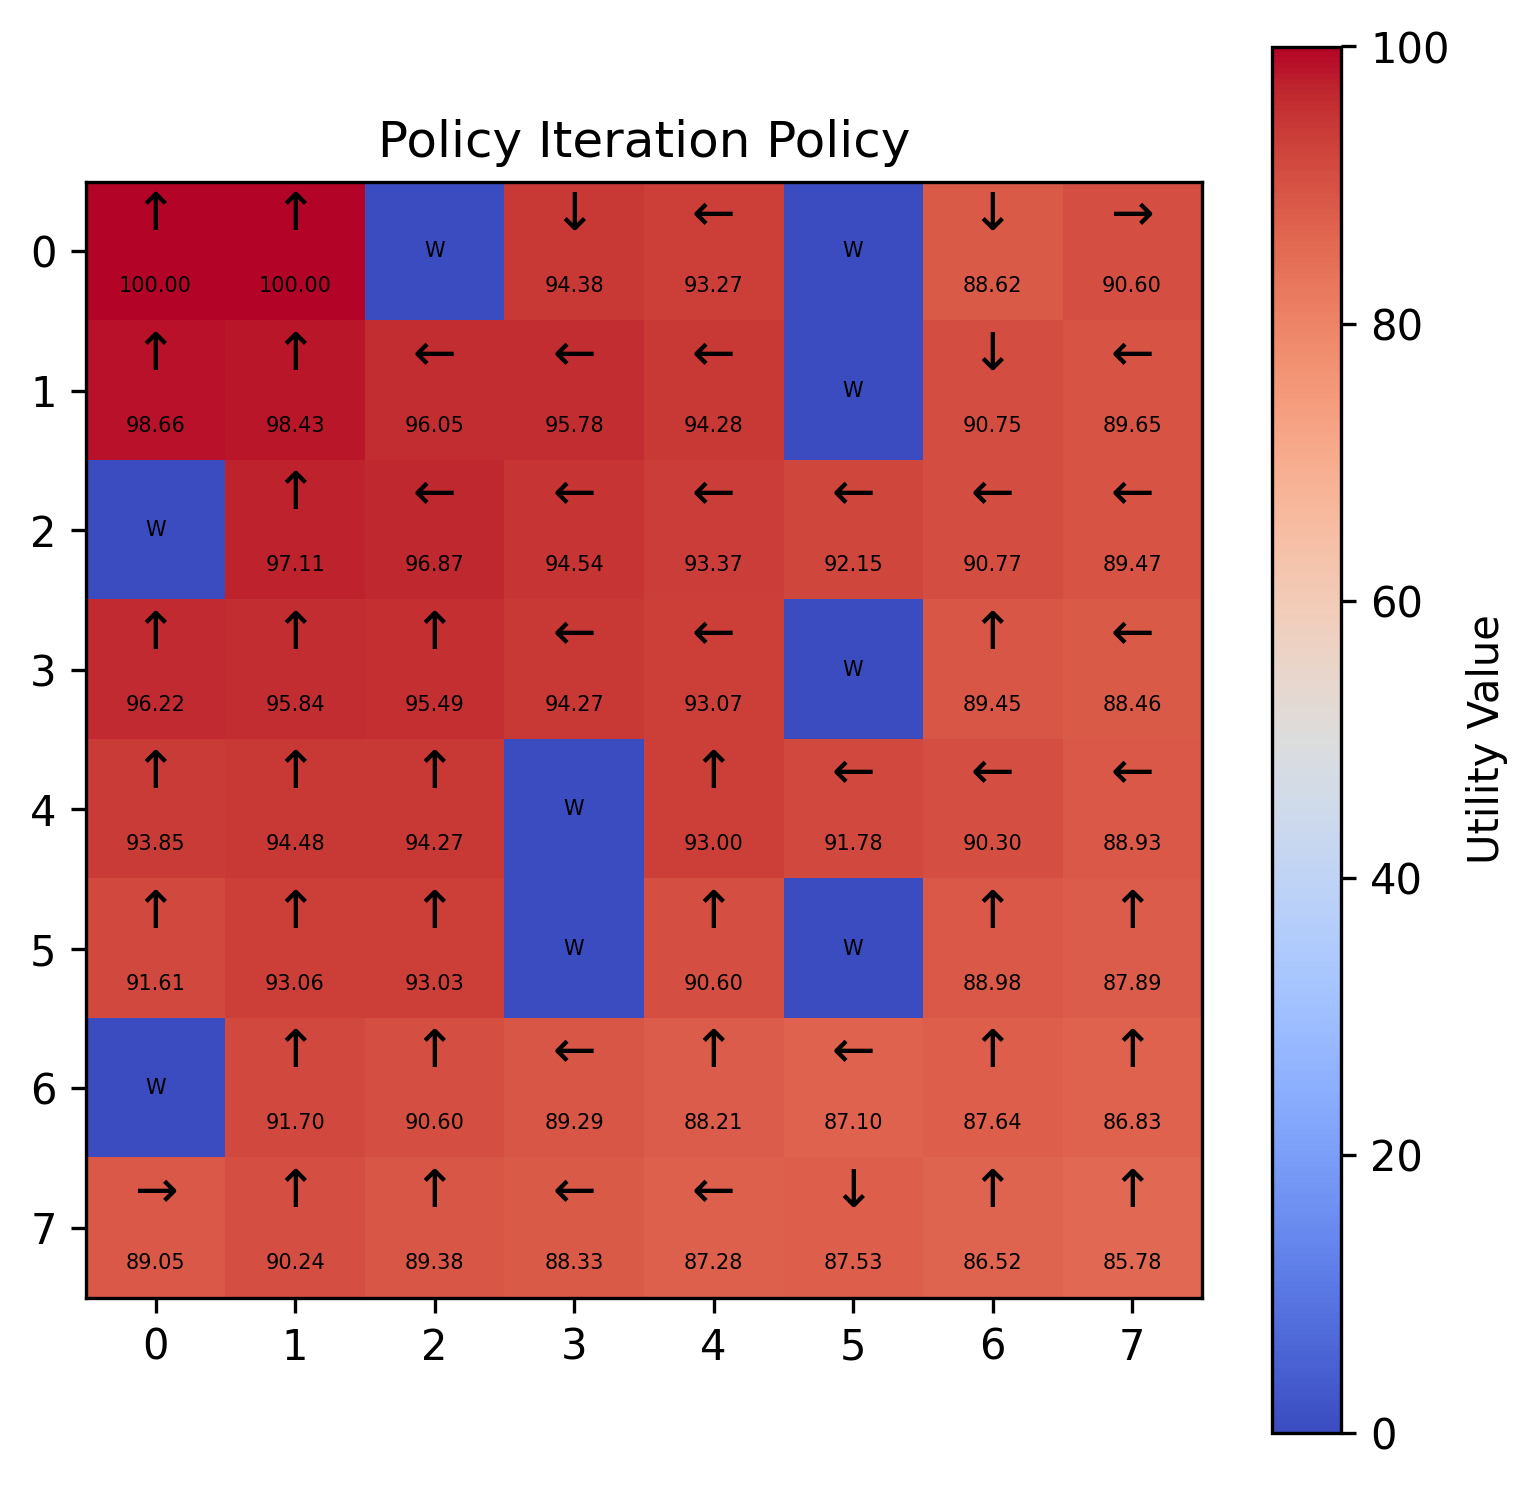 Policy Iteration Policy
↑ ↑ ↓ ← ↓ →
0 W W
100.00 100.00 94.38 93.27 88.62 90.60
↑ ↑ ← ← ← ↓ ←
1 W
98.66 98.43 96.05 95.78 94.28 90.75 89.65
↑ ← ← ← ← ← ←
2 W
97.11 96.87 94.54 93.37 92.15 90.77 89.47
↑ ↑ ↑ ← ← ↑ ←
3 W
96.22 95.84 95.49 94.27 93.07 89.45 88.46
↑ ↑ ↑ ↑ ← ← ←
4 W
93.85 94.48 94.27 93.00 91.78 90.30 88.93
↑ ↑ ↑ ↑ ↑ ↑
5 W W
91.61 93.06 93.03 90.60 88.98 87.89
↑ ↑ ← ↑ ← ↑ ↑
6 W
91.70 90.60 89.29 88.21 87.10 87.64 86.83
→ ↑ ↑ ← ← ↓ ↑ ↑
7
89.05 90.24 89.38 88.33 87.28 87.53 86.52 85.78
0 1 2 3 4 5 6 7
100
80
60
40
20
0
Utility Value